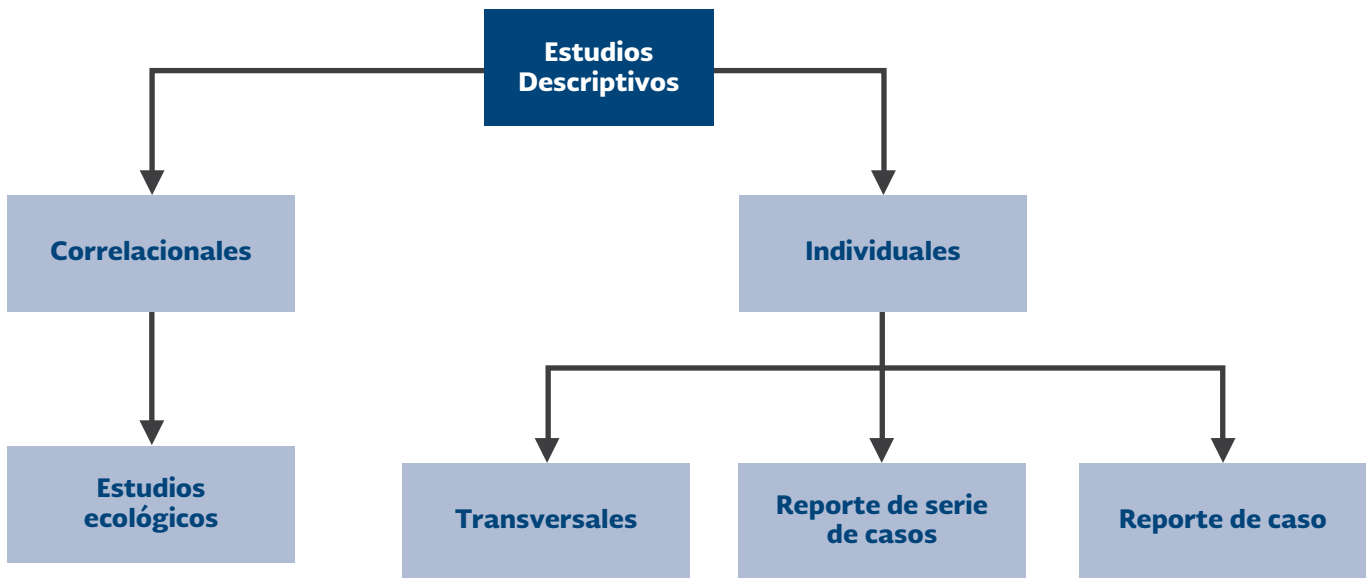 Estudios
Descriptivos
Correlacionales
Individuales
Estudios
ecológicos
Transversales
Reporte de serie
de casos
Reporte de caso